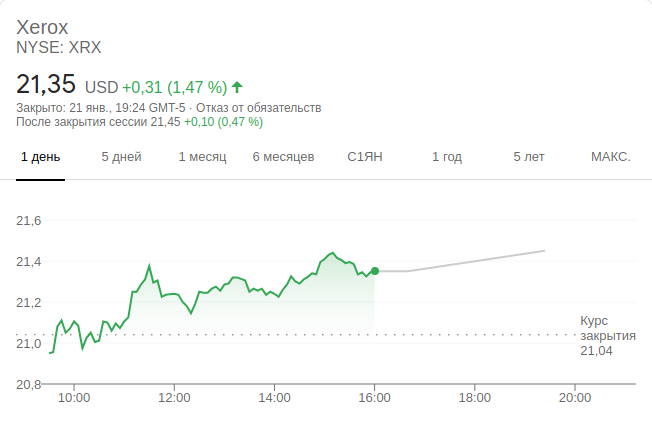 Xerox
NYSE: XRX
21,35 USD +0,31 (1,47 %)
Закрыто: 21 янв., 19:24 GMT-5 · Отказ от обязательств
После закрытия сессии 21,45 +0,10 (0,47 %)
1 день 5 дней 1 месяц 6 месяцев С1ЯН 1 год 5 лет МАКС.
21,6
21,4
21,2
21,0
20,8
Курс
закрытия
21,04
10:00 12:00 14:00 16:00 18:00 20:00